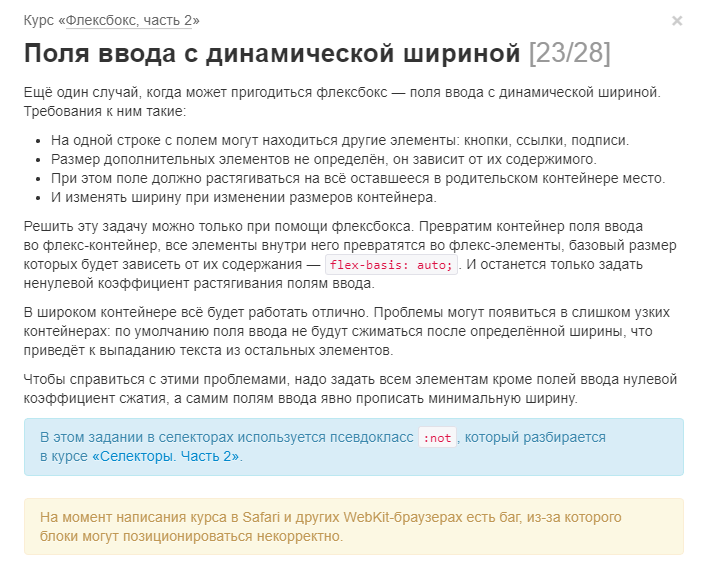 Курс «Флексбокс, часть 2»
×
Поля ввода с динамической шириной [23/28]
Ещё один случай, когда может пригодиться флексбокс — поля ввода с динамической шириной.
Требования к ним такие:
• На одной строке с полем могут находиться другие элементы: кнопки, ссылки, подписи.
• Размер дополнительных элементов не определён, он зависит от их содержимого.
• При этом поле должно растягиваться на всё оставшееся в родительском контейнере место.
• И изменять ширину при изменении размеров контейнера.
Решить эту задачу можно только при помощи флексбокса. Превратим контейнер поля ввода
во флекс-контейнер, все элементы внутри него превратятся во флекс-элементы, базовый размер
которых будет зависеть от их содержания — flex-basis: auto;. И останется только задать
ненулевой коэффициент растягивания полям ввода.
В широком контейнере всё будет работать отлично. Проблемы могут появиться в слишком узких
контейнерах: по умолчанию поля ввода не будут сжиматься после определённой ширины, что
приведёт к выпаданию текста из остальных элементов.
Чтобы справиться с этими проблемами, надо задать всем элементам кроме полей ввода нулевой
коэффициент сжатия, а самим полям ввода явно прописать минимальную ширину.
В этом задании в селекторах используется псевдокласс :not, который разбирается
в курсе «Селекторы. Часть 2».
На момент написания курса в Safari и других WebKit-браузерах есть баг, из-за которого
блоки могут позиционироваться некорректно.